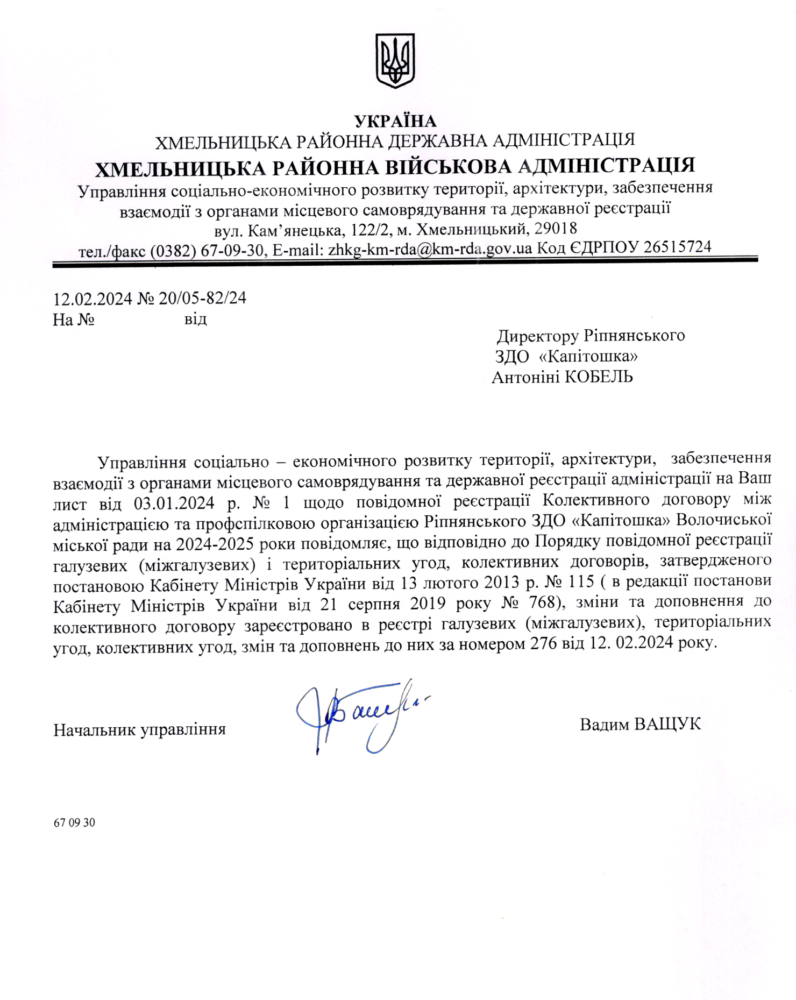 УКРАЇНА
ХМЕЛЬНИЦЬКА РАЙОННА ДЕРЖАВНА АДМІНІСТРАЦІЯ
ХМЕЛЬНИЦЬКА РАЙОННА ВІЙСЬКОВА АДМІНІСТРАЦІЯ
Управління соціально-економічного розвитку території, архітектури, забезпечення
взаємодії з органами місцевого самоврядування та державної реєстрації
вул. Кам’янецька, 122/2, м. Хмельницький, 29018
тел./факс (0382) 67-09-30, E-mail: zhkg-km-rda@km-rda.gov.ua Код ЄДРПОУ 26515724
12.02.2024 № 20/05-82/24
На № від
Директору Ріпнянського
ЗДО «Капітошка»
Антоніні КОБЕЛЬ
Управління соціально – економічного розвитку території, архітектури, забезпечення
взаємодії з органами місцевого самоврядування та державної реєстрації адміністрації на Ваш
лист від 03.01.2024 р. № 1 щодо повідомної реєстрації Колективного договору між
адміністрацією та профспілковою організацією Ріпнянського ЗДО «Капітошка» Волочиської
міської ради на 2024-2025 роки повідомляє, що відповідно до Порядку повідомної реєстрації
галузевих (міжгалузевих) і територіальних угод, колективних договорів, затвердженого
постановою Кабінету Міністрів України від 13 лютого 2013 р. № 115 ( в редакції постанови
Кабінету Міністрів України від 21 серпня 2019 року № 768), зміни та доповнення до
колективного договору зареєстровано в реєстрі галузевих (міжгалузевих), територіальних
угод, колективних угод, змін та доповнень до них за номером 276 від 12. 02.2024 року.
Начальник управління Вадим ВАЩУК
67 09 30